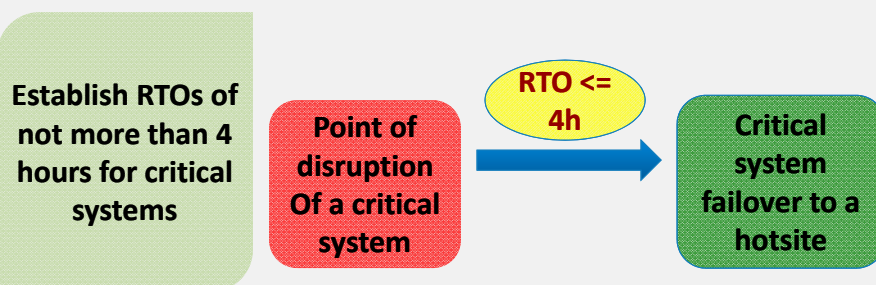 Establish RTOs of
not more than 4
hours for critical
systems
Point of
disruption
Of a critical
system
RTO <=
4h
Critical
system
failover to a
hotsite